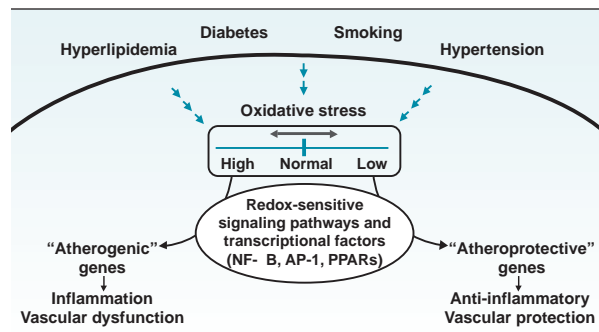 Diabetes
Smoking
Hyperlipidemia
Hypertension
Oxidative stress
High Normal Low
Redox-sensitive
signaling pathways and
transcriptional factors
(NF- B, AP-1, PPARs)
“Atherogenic”
genes
Inflammation
Vascular dysfunction
“Atheroprotective”
genes
Anti-inflammatory
Vascular protection